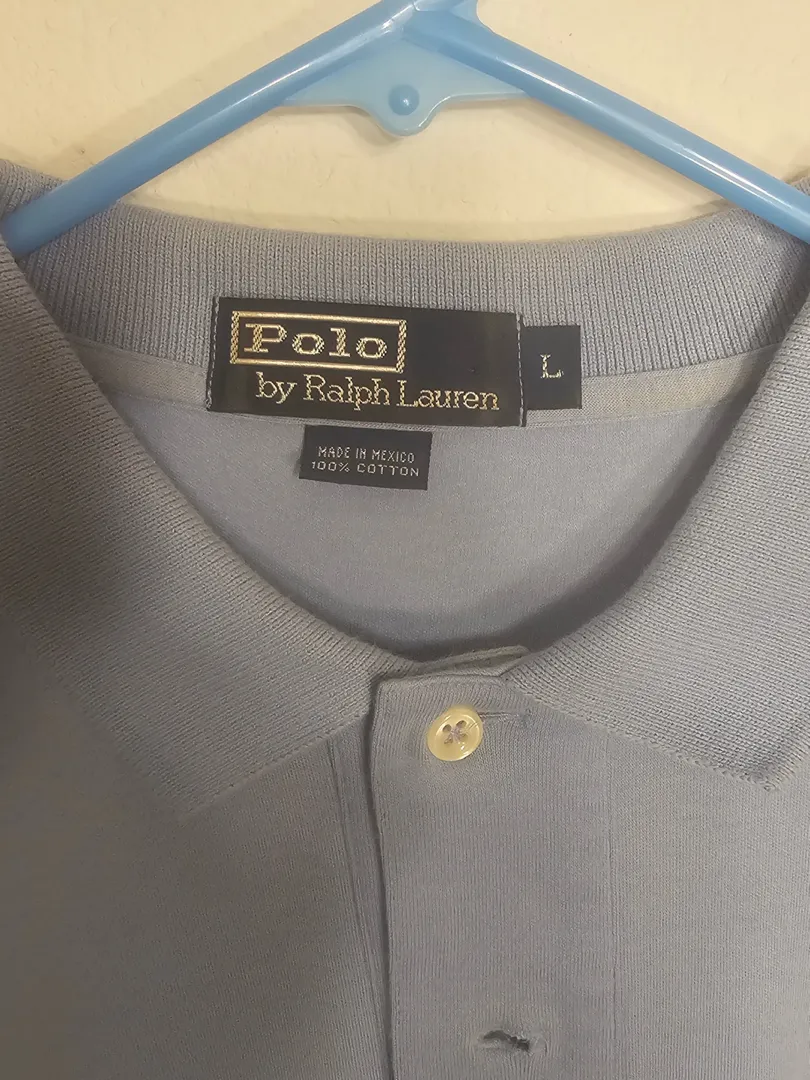 Polo
by Ralph Lauren
L
MADE IN MEXICO
100% COTTON